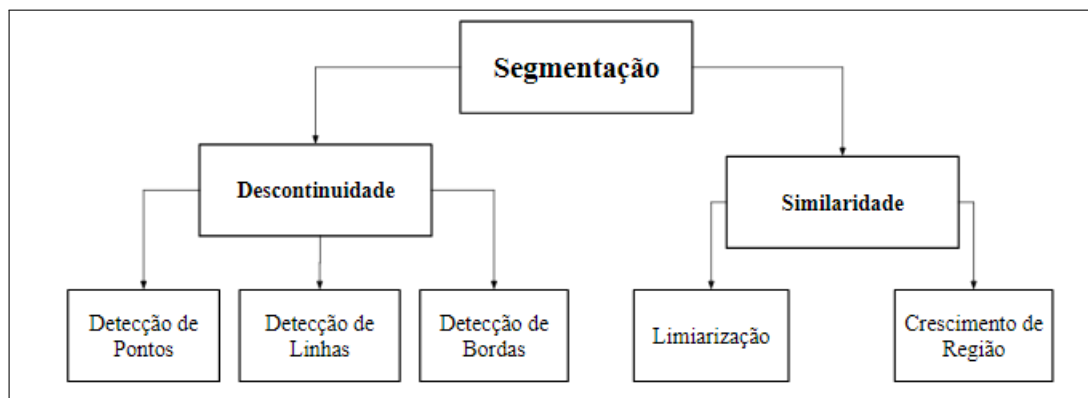 Segmentação
Descontinuidade
Similaridade
Detecção de
Pontos
Detecção de
Linhas
Detecção de
Bordas
Limiarização
Crescimento de
Região